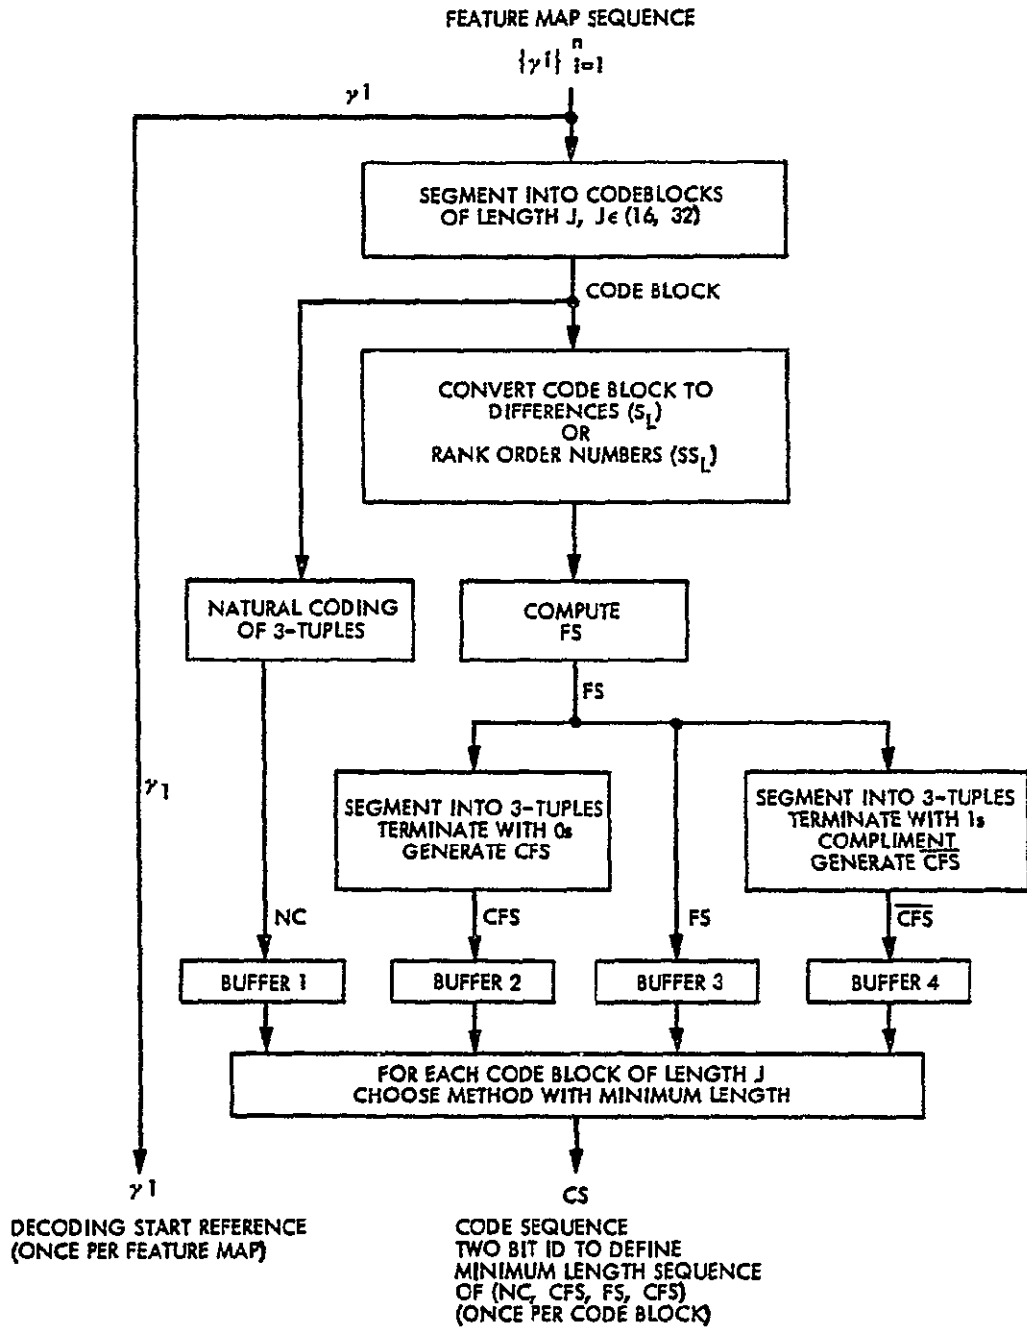 FEATURE MAP SEQUENCE
n
{γi}
i=1
γ1
SEGMENT INTO CODEBLOCKS
OF LENGTH J, Jϵ (16, 32)
CODE BLOCK
CONVERT CODE BLOCK TO
DIFFERENCES (S_L)
OR
RANK ORDER NUMBERS (SS_L)
NATURAL CODING
OF 3-TUPLES
COMPUTE
FS
FS
γ1
SEGMENT INTO 3-TUPLES
TERMINATE WITH 0s
GENERATE CFS
SEGMENT INTO 3-TUPLES
TERMINATE WITH 1s
COMPLIMENT
GENERATE C̅F̅S̅
NC
CFS
FS
C̅F̅S̅
BUFFER 1
BUFFER 2
BUFFER 3
BUFFER 4
FOR EACH CODE BLOCK OF LENGTH J
CHOOSE METHOD WITH MINIMUM LENGTH
γ1
DECODING START REFERENCE
(ONCE PER FEATURE MAP)
CS
CODE SEQUENCE
TWO BIT ID TO DEFINE
MINIMUM LENGTH SEQUENCE
OF (NC, CFS, FS, CFS)
(ONCE PER CODE BLOCK)